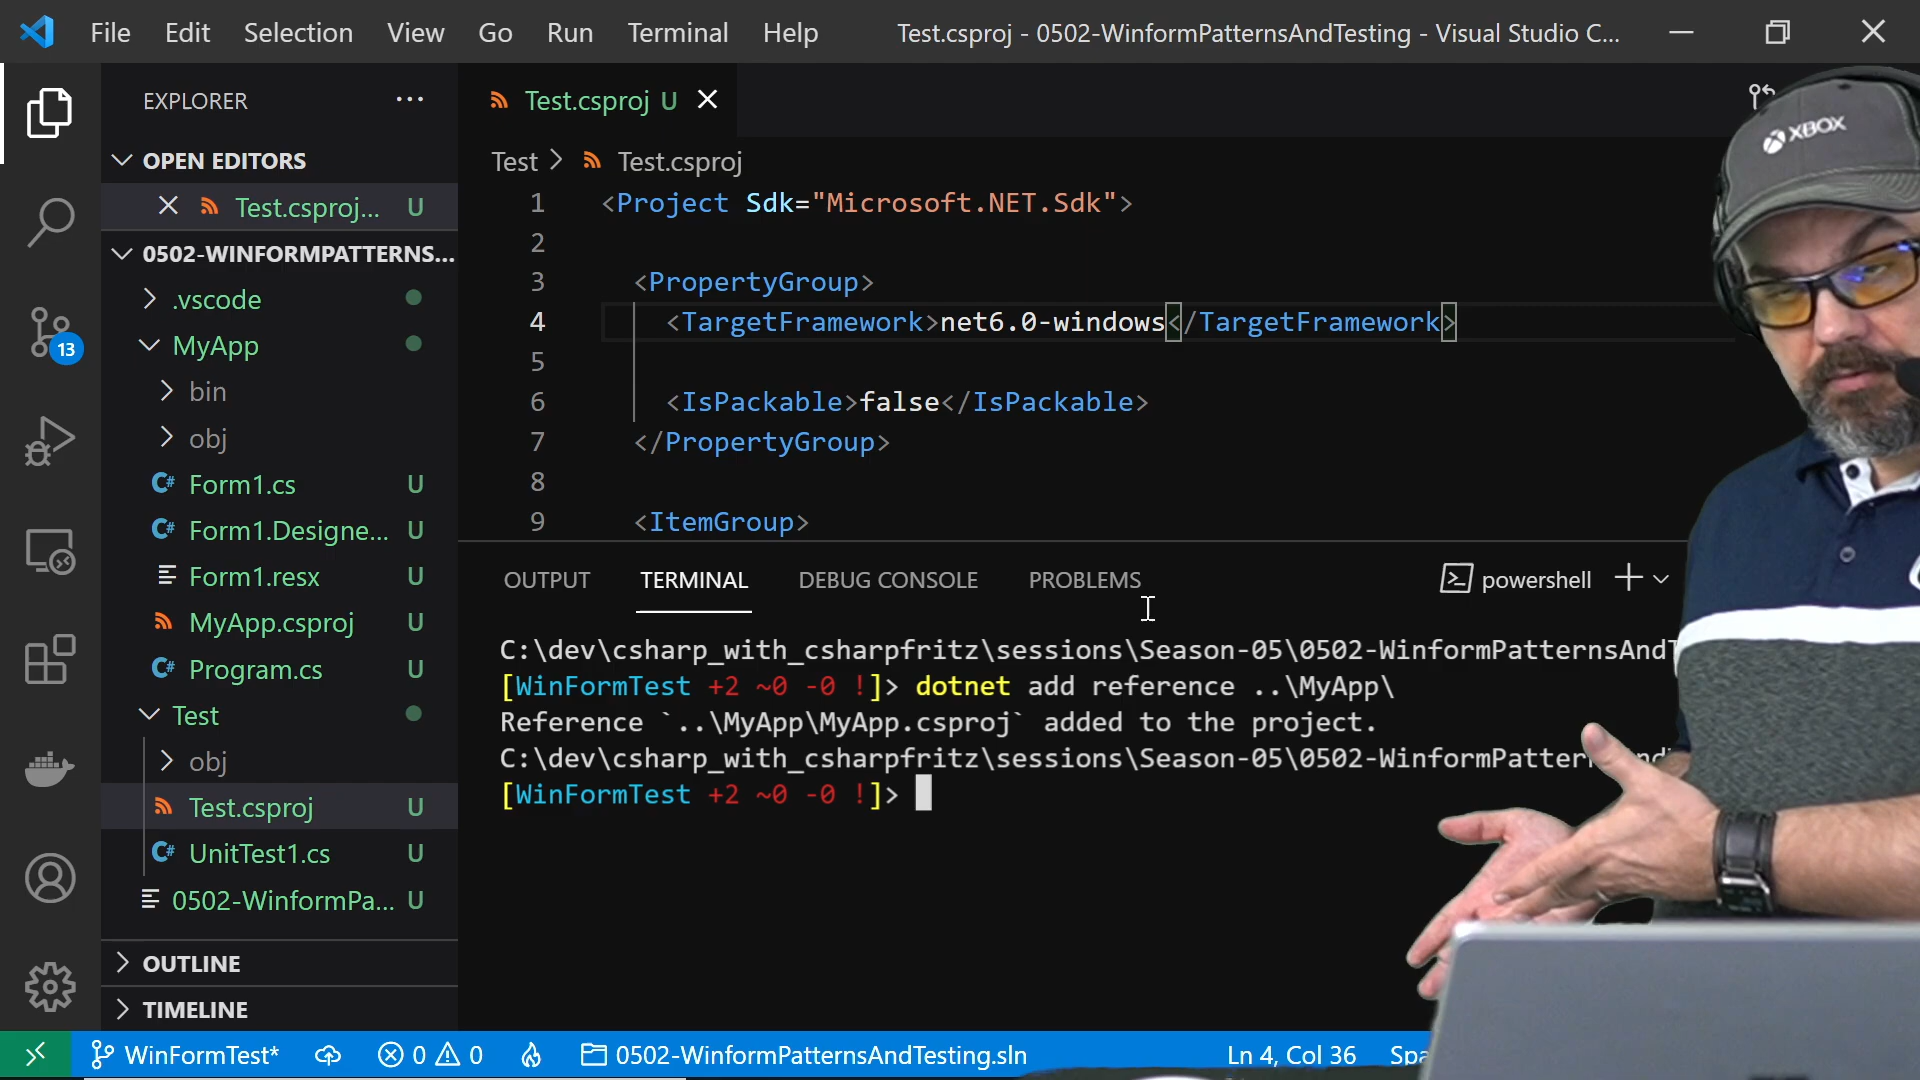 File Edit Selection View Go Run Terminal Help Test.csproj - 0502-WinformPatternsAndTesting - Visual Studio C...
EXPLORER ...
OPEN EDITORS
Test.csproj... U
0502-WINFORMPATTERNS...
.vscode
MyApp
bin
obj
Form1.cs U
Form1.Designe... U
Form1.resx U
MyApp.csproj U
Program.cs U
Test
obj
Test.csproj U
UnitTest1.cs U
0502-WinformPa... U
OUTLINE
TIMELINE
13
Test.csproj U
Test > Test.csproj
1 <Project Sdk="Microsoft.NET.Sdk">
2
3 <PropertyGroup>
4 <TargetFramework>net6.0-windows</TargetFramework>
5
6 <IsPackable>false</IsPackable>
7 </PropertyGroup>
8
9 <ItemGroup>
OUTPUT TERMINAL DEBUG CONSOLE PROBLEMS powershell
C:\dev\csharp_with_csharpfritz\sessions\Season-05\0502-WinformPatternsAndT
[WinFormTest +2 ~0 -0 !]> dotnet add reference ..\MyApp\
Reference `..\MyApp\MyApp.csproj` added to the project.
C:\dev\csharp_with_csharpfritz\sessions\Season-05\0502-WinformPatter
[WinFormTest +2 ~0 -0 !]>
XBOX
WinFormTest* 0 0 0502-WinformPatternsAndTesting.sln Ln 4, Col 36 Spa